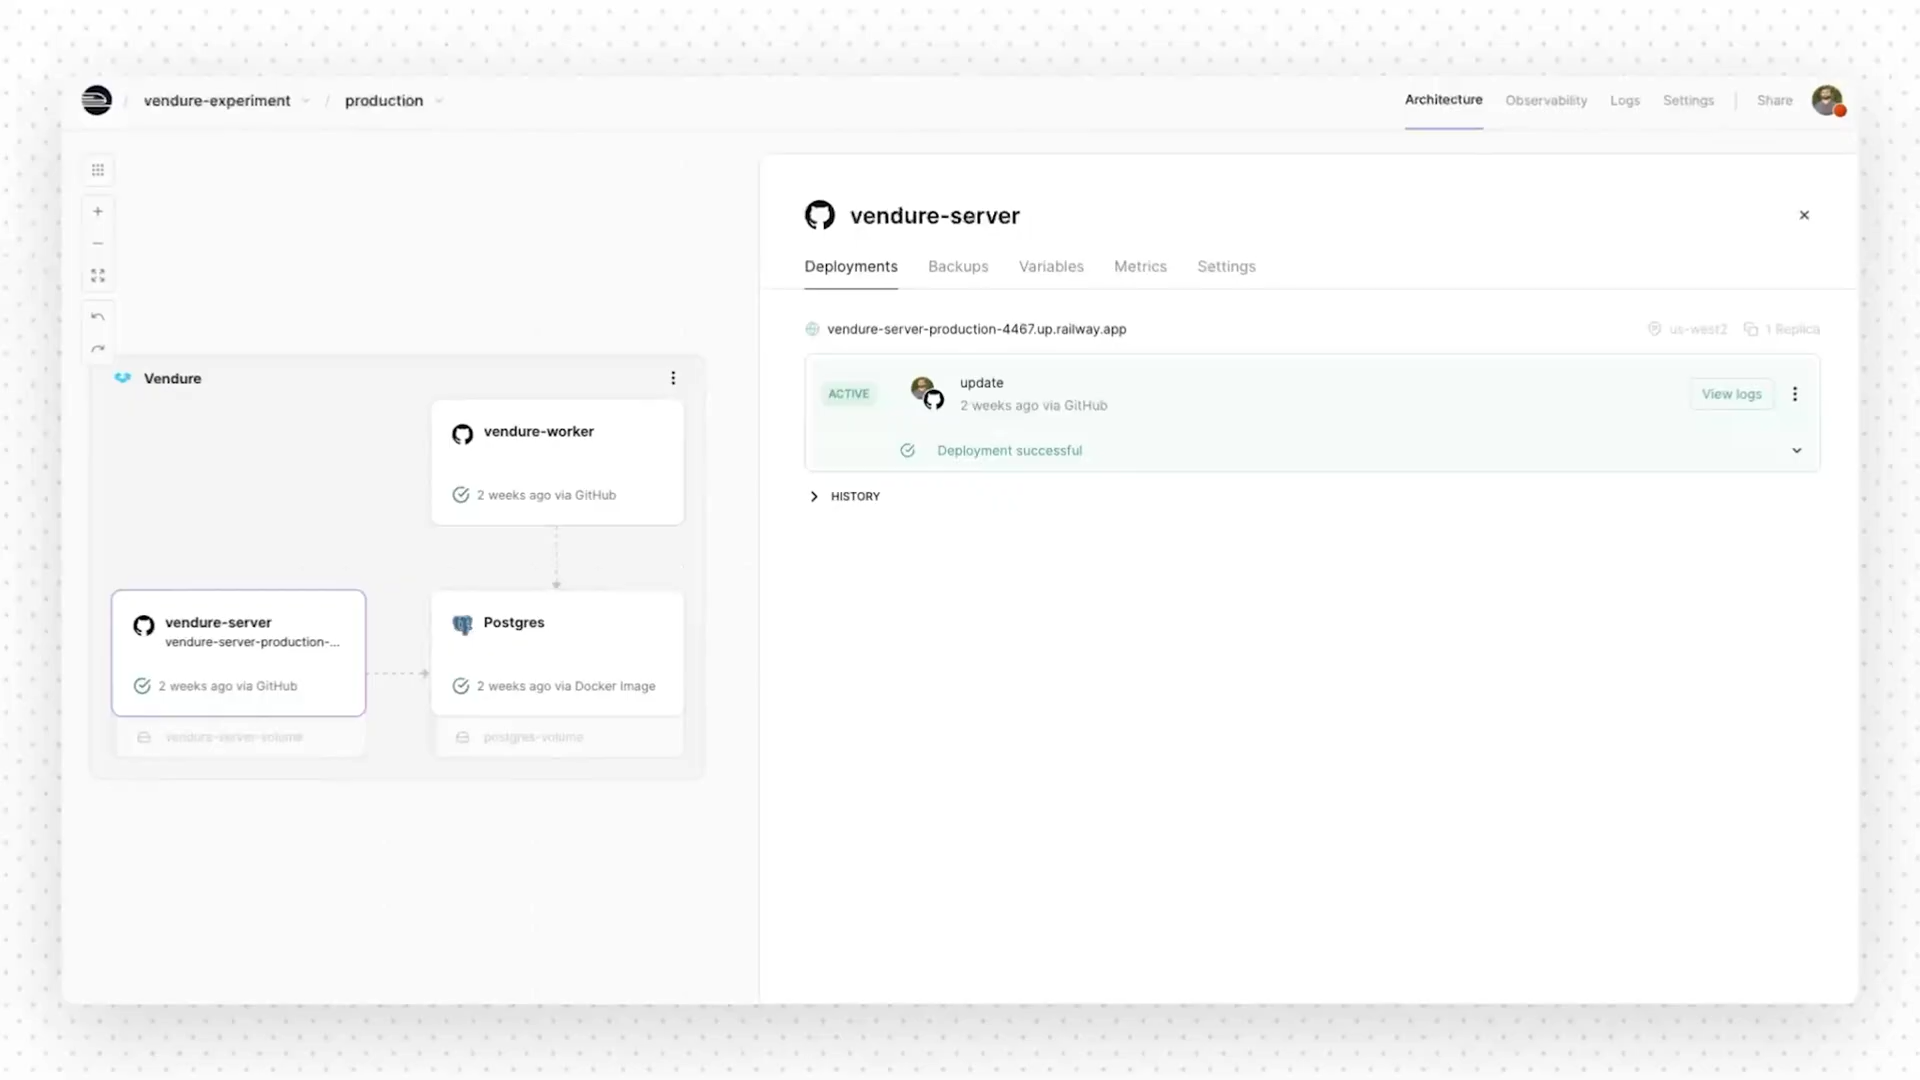 / vendure-experiment / production
Architecture Observability Logs Settings | Share
vendure-server
Deployments Backups Variables Metrics Settings
vendure-server-production-4467.up.railway.app us-west2 1 Replica
ACTIVE update View logs
2 weeks ago via GitHub
Deployment successful
HISTORY
Vendure
vendure-worker
2 weeks ago via GitHub
vendure-server
vendure-server-production-...
2 weeks ago via GitHub
vendure-server-volume
Postgres
2 weeks ago via Docker Image
postgres-volume